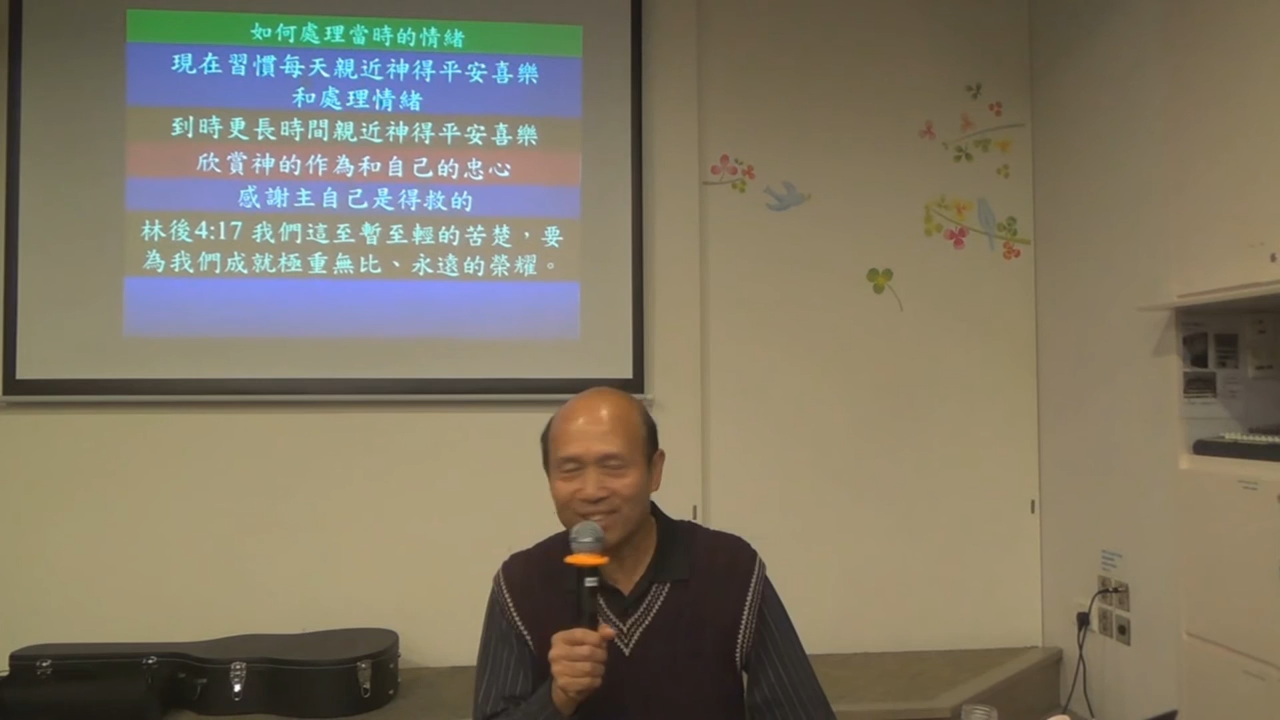 如何處理當時的情緒
現在習慣每天親近神得平安喜樂
和處理情緒
到時更長時間親近神得平安喜樂
欣賞神的作為和自己的忠心
感謝主自己是得救的
林後4:17 我們這至暫至輕的苦楚，要
為我們成就極重無比、永遠的榮耀。